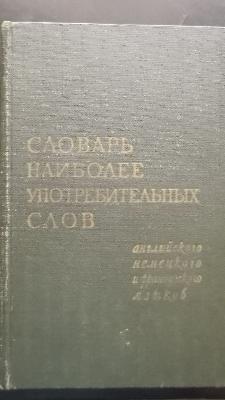 СЛОВАРЬ
НАИБОЛЕЕ
УПОТРЕБИТЕЛЬНЫХ
СЛОВ
английского
немецкого
и французского
языков